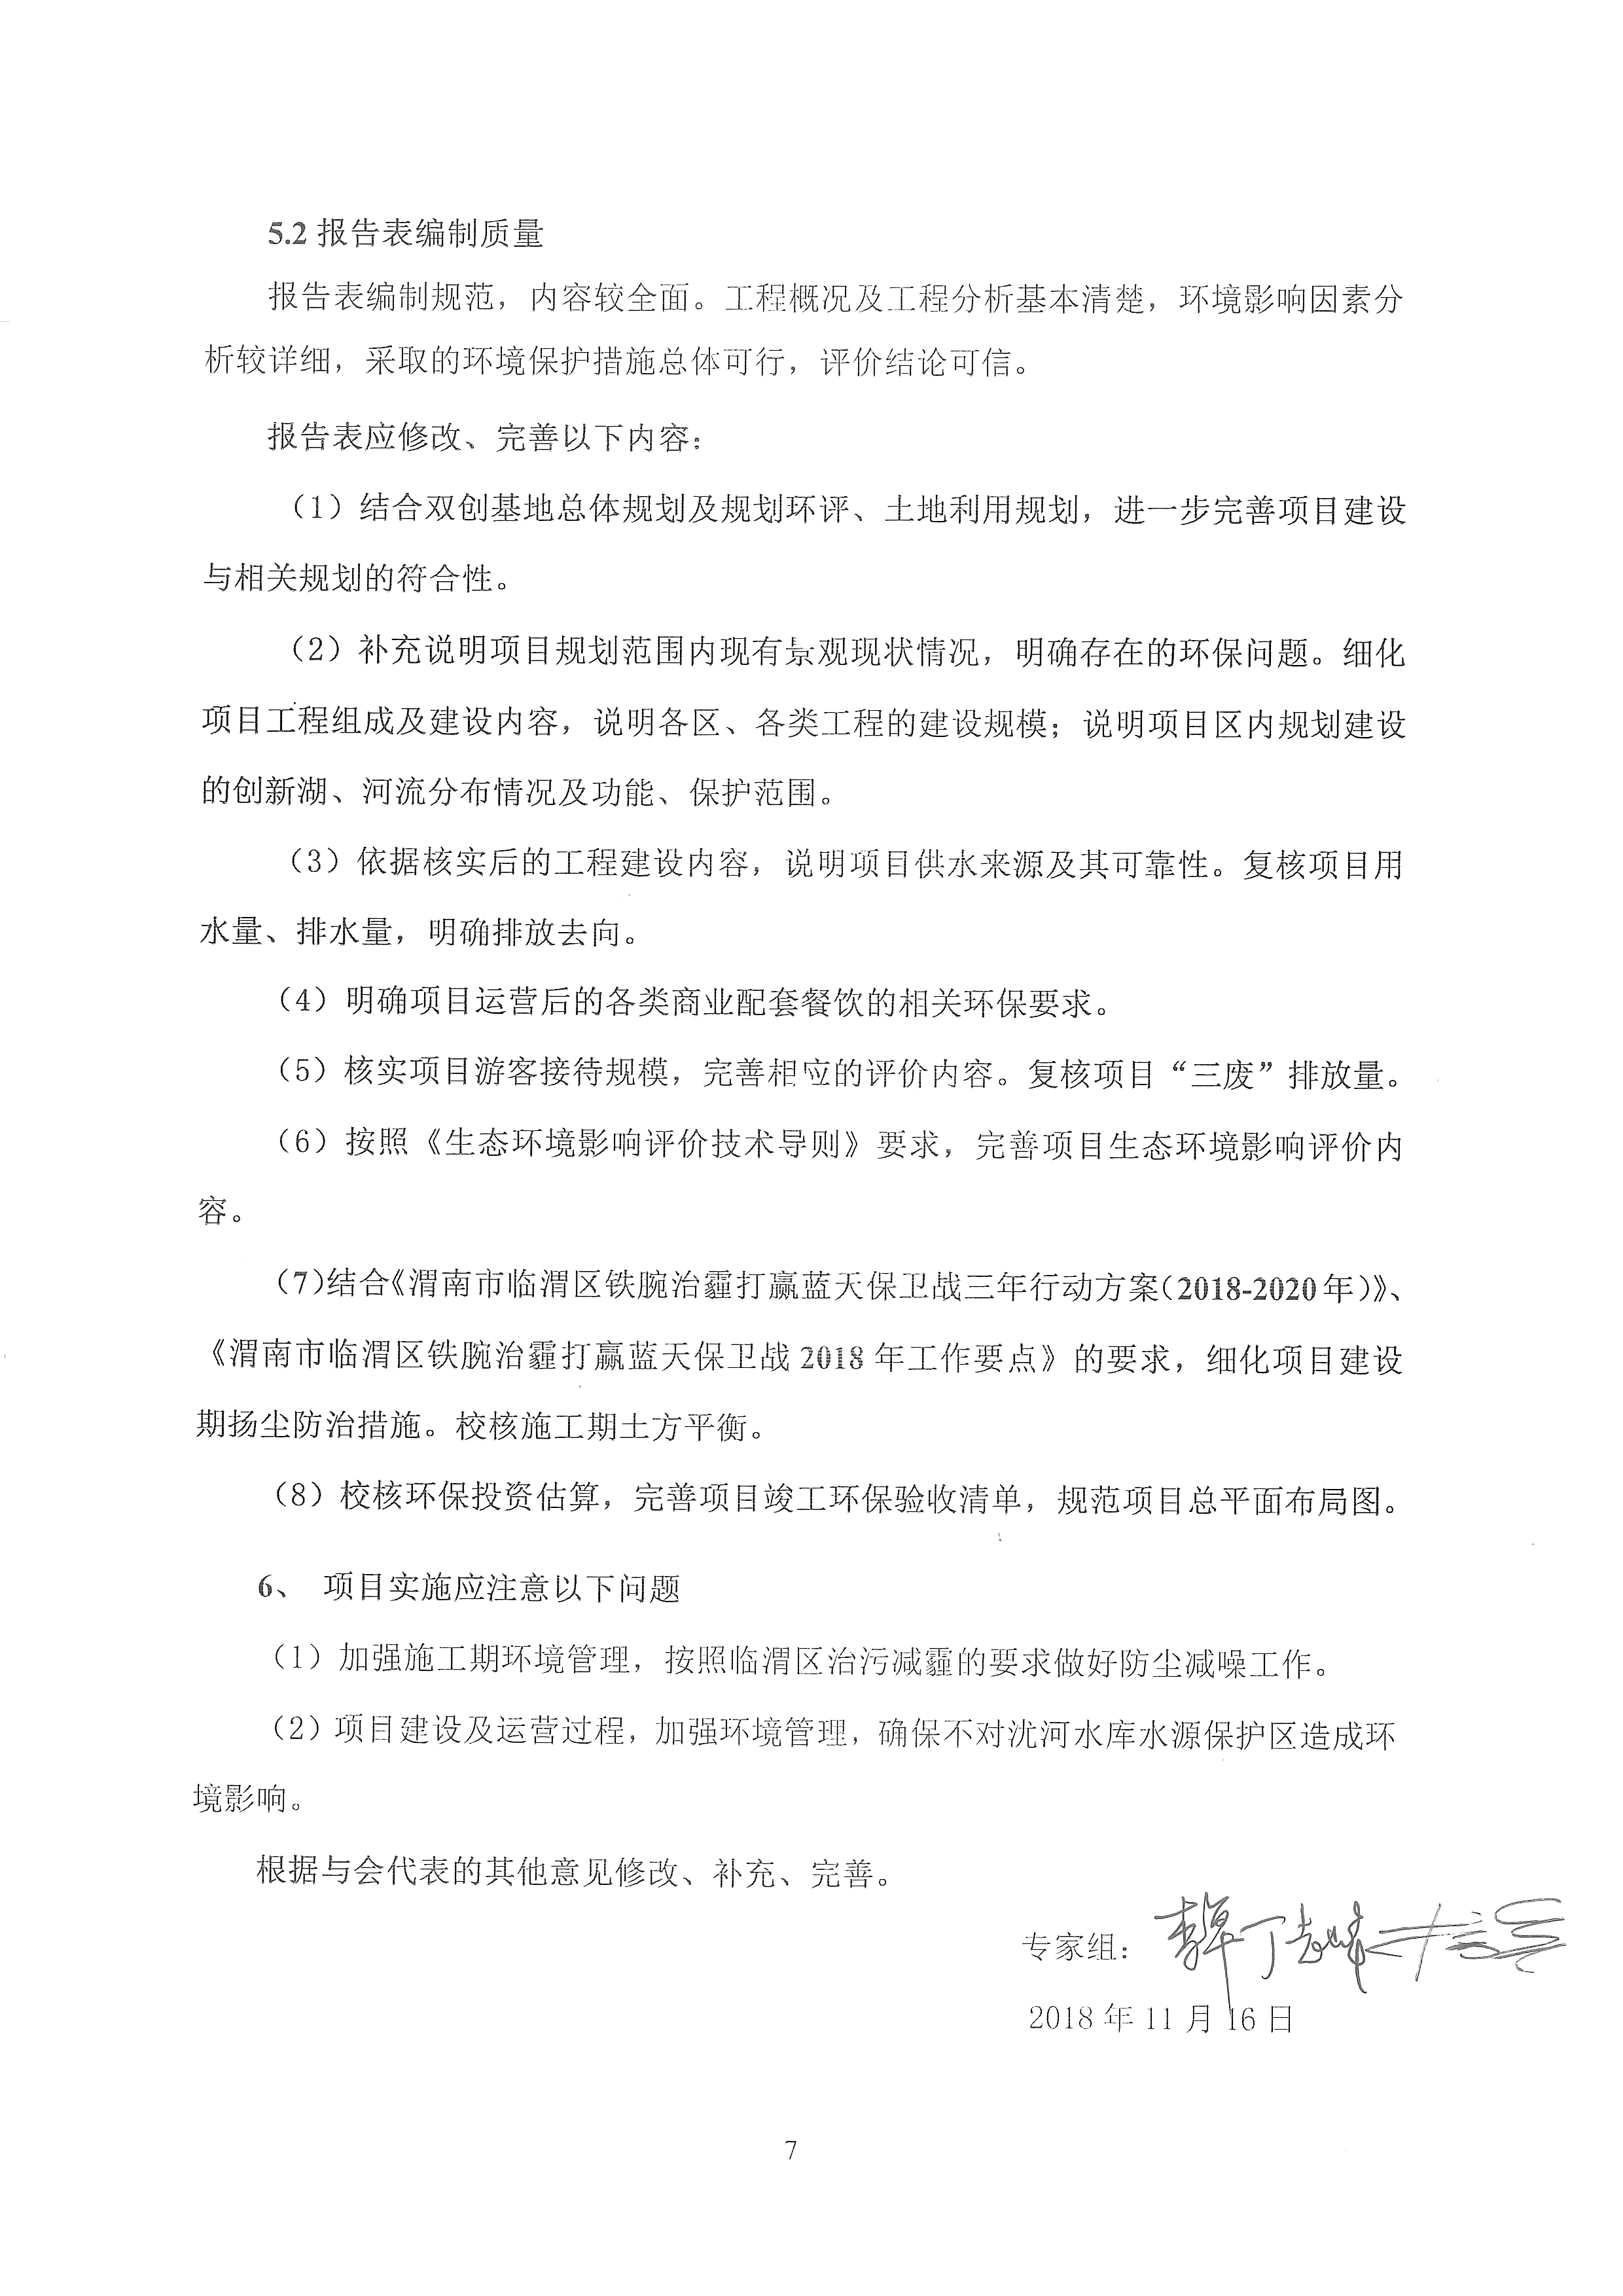 5.2 报告表编制质量
报告表编制规范，内容较全面。工程概况及工程分析基本清楚，环境影响因素分
析较详细，采取的环境保护措施总体可行，评价结论可信。
报告表应修改、完善以下内容：
（1）结合双创基地总体规划及规划环评、土地利用规划，进一步完善项目建设
与相关规划的符合性。
（2）补充说明项目规划范围内现有景观现状情况，明确存在的环保问题。细化
项目工程组成及建设内容，说明各区、各类工程的建设规模；说明项目区内规划建设
的创新湖、河流分布情况及功能、保护范围。
（3）依据核实后的工程建设内容，说明项目供水来源及其可靠性。复核项目用
水量、排水量，明确排放去向。
（4）明确项目运营后的各类商业配套餐饮的相关环保要求。
（5）核实项目游客接待规模，完善相应的评价内容。复核项目“三废”排放量。
（6）按照《生态环境影响评价技术导则》要求，完善项目生态环境影响评价内
容。
（7)结合《渭南市临渭区铁腕治霾打赢蓝天保卫战三年行动方案（2018-2020 年）》、
《渭南市临渭区铁腕治霾打赢蓝天保卫战 2018 年工作要点》的要求，细化项目建设
期扬尘防治措施。校核施工期土方平衡。
（8）校核环保投资估算，完善项目竣工环保验收清单，规范项目总平面布局图。
6、 项目实施应注意以下问题
（1）加强施工期环境管理，按照临渭区治污减霾的要求做好防尘减噪工作。
（2）项目建设及运营过程，加强环境管理，确保不对沋河水库水源保护区造成环
境影响。
根据与会代表的其他意见修改、补充、完善。
专家组：
2018 年 11 月 16 日
7